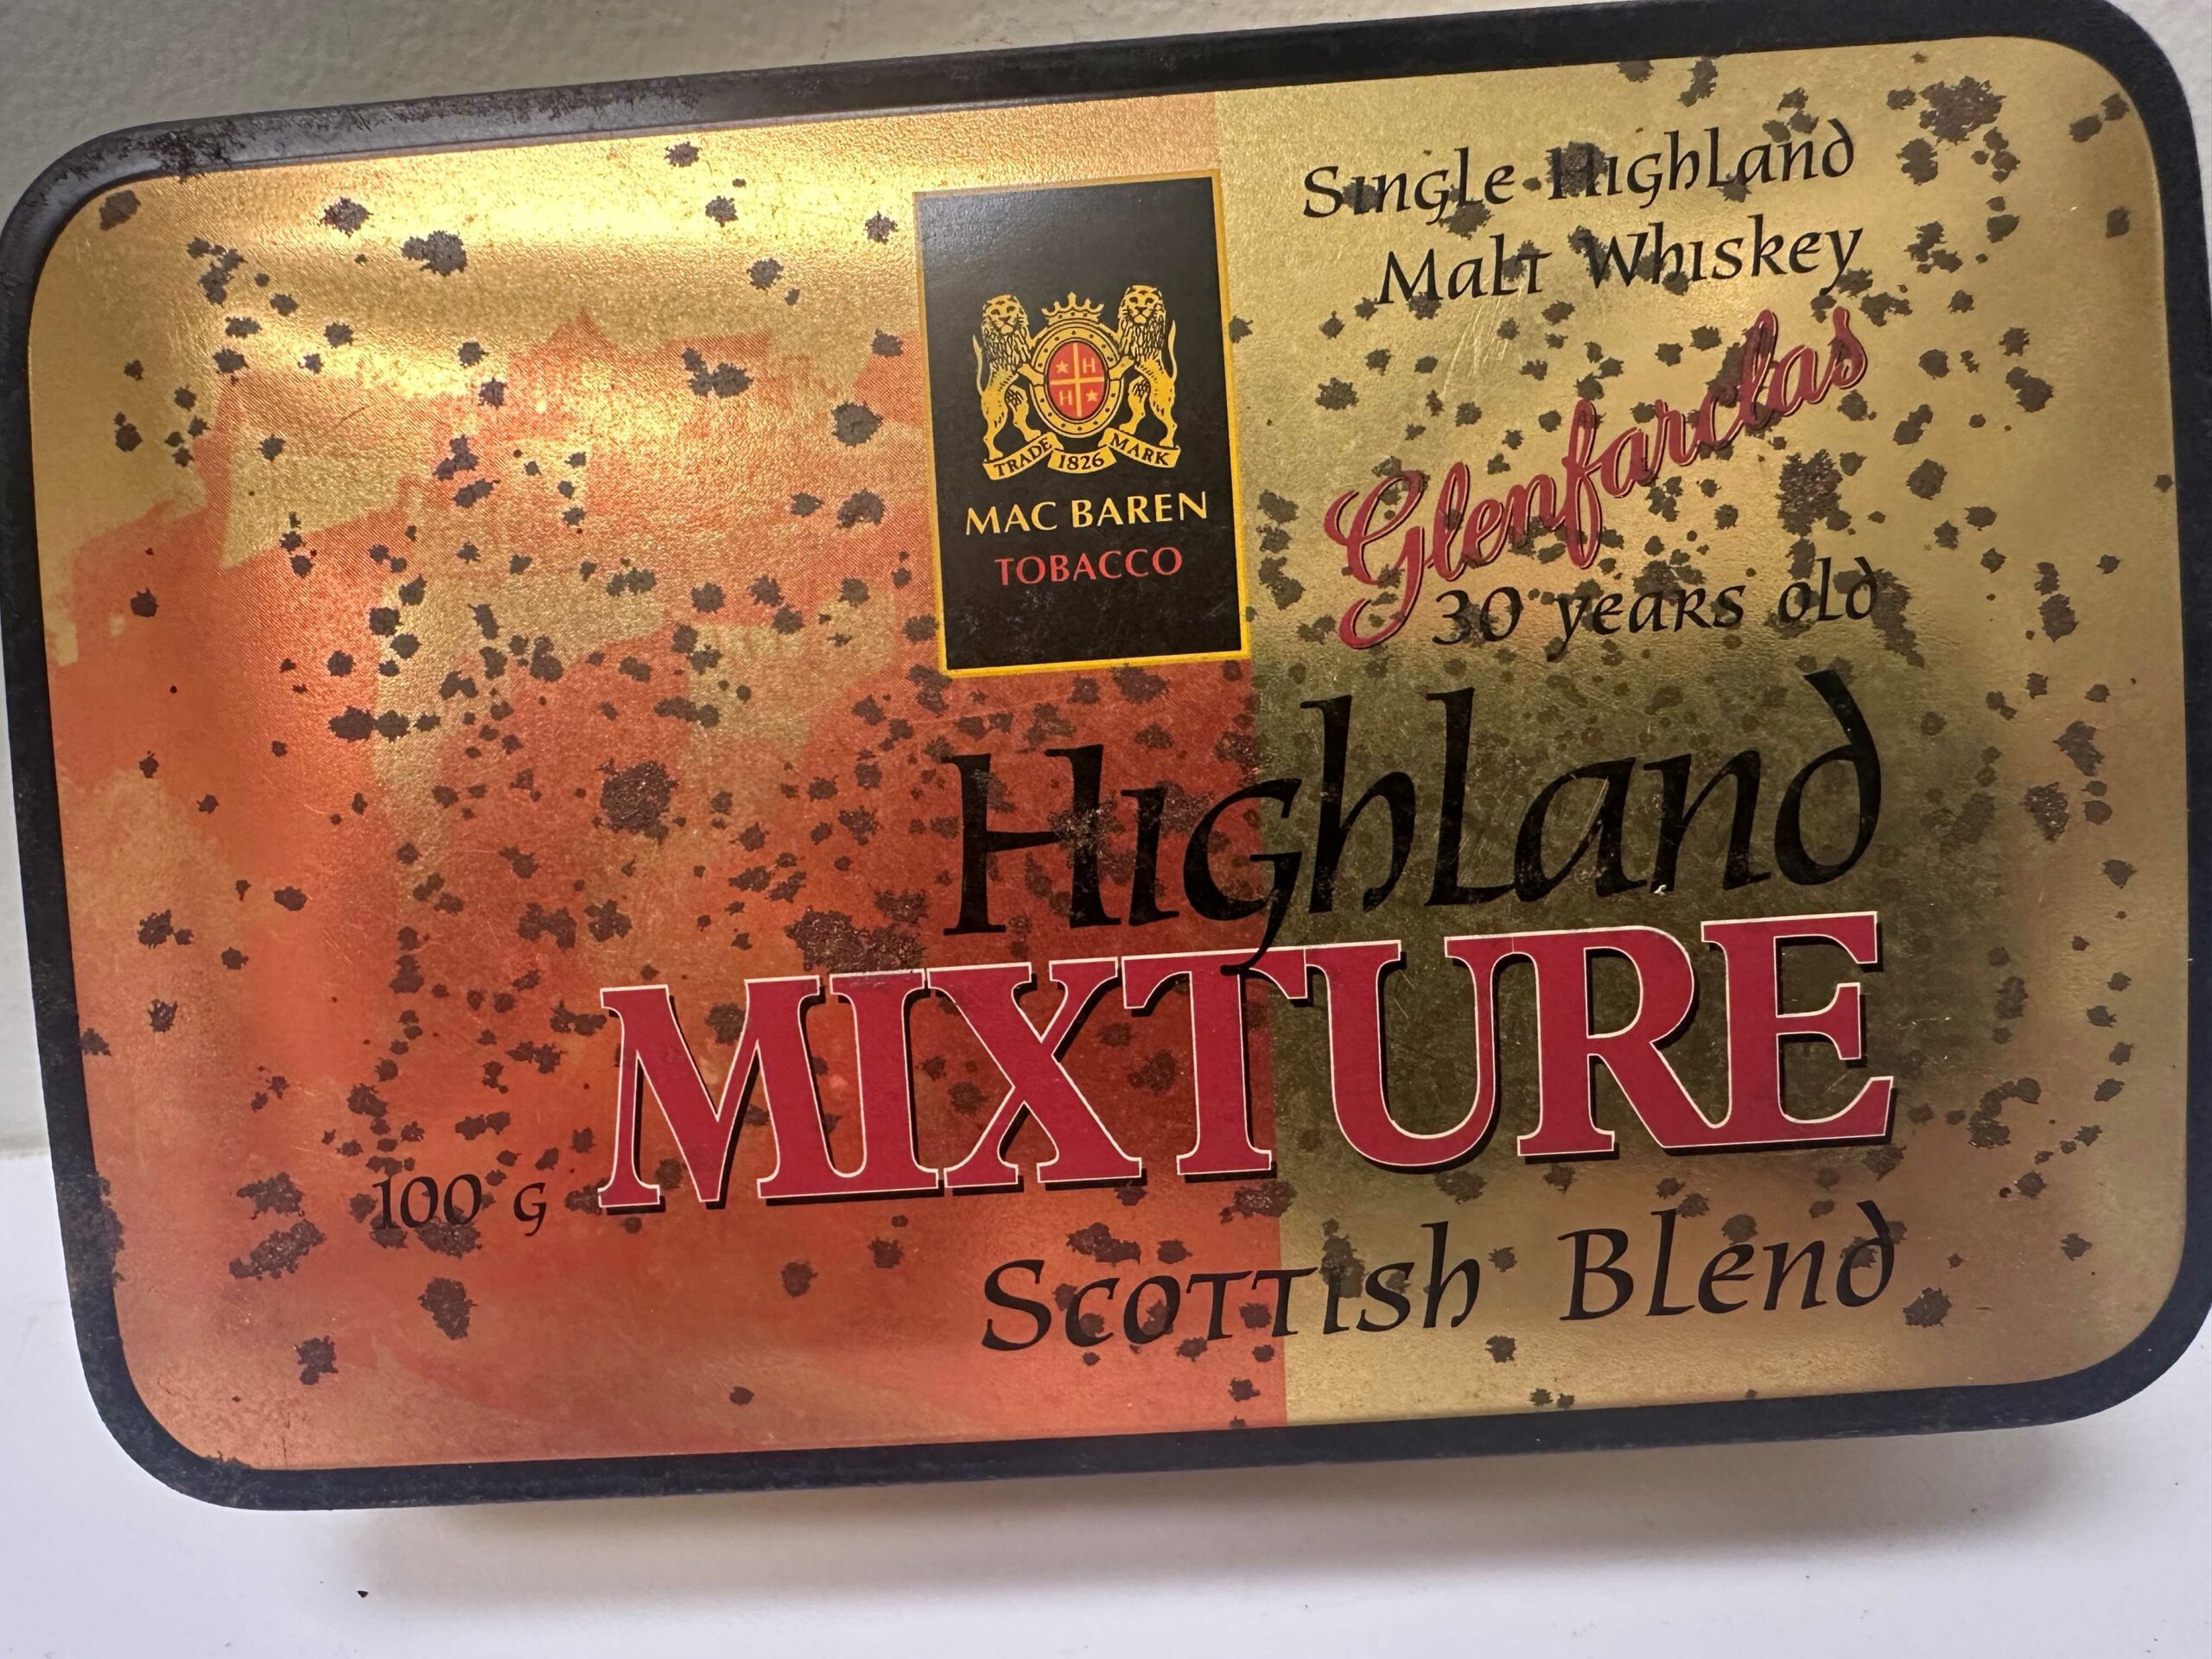 Single Highland
Malt Whiskey
Glenfarclas
30 years old
H
H
TRADE 1826 MARK
MAC BAREN
TOBACCO
Highland
MIXTURE
100 g
Scottish Blend